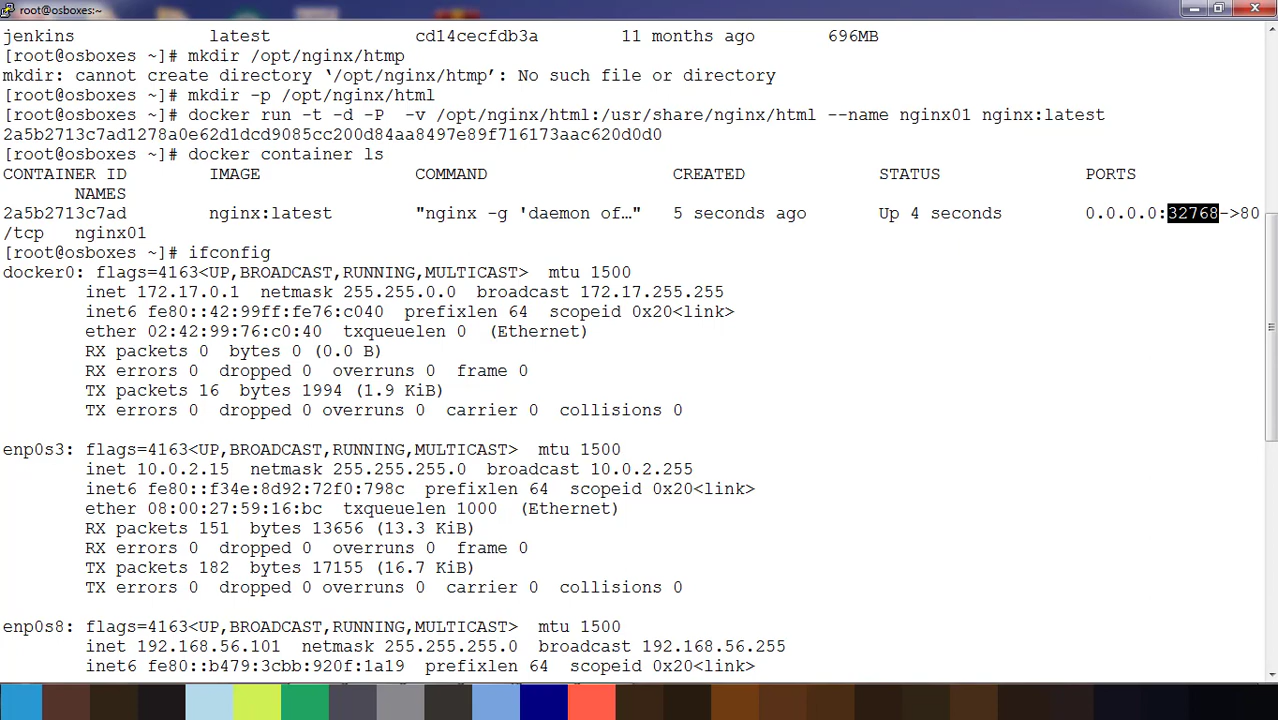 root@osboxes:~
jenkins latest cd14cecfdb3a 11 months ago 696MB
[root@osboxes ~]# mkdir /opt/nginx/htmp
mkdir: cannot create directory ‘/opt/nginx/htmp’: No such file or directory
[root@osboxes ~]# mkdir -p /opt/nginx/html
[root@osboxes ~]# docker run -t -d -P -v /opt/nginx/html:/usr/share/nginx/html --name nginx01 nginx:latest
2a5b2713c7ad1278a0e62d1dcd9085cc200d84aa8497e89f716173aac620d0d0
[root@osboxes ~]# docker container ls
CONTAINER ID IMAGE COMMAND CREATED STATUS PORTS
NAMES
2a5b2713c7ad nginx:latest "nginx -g 'daemon of…" 5 seconds ago Up 4 seconds 0.0.0.0:32768->80
/tcp nginx01
[root@osboxes ~]# ifconfig
docker0: flags=4163<UP,BROADCAST,RUNNING,MULTICAST> mtu 1500
inet 172.17.0.1 netmask 255.255.0.0 broadcast 172.17.255.255
inet6 fe80::42:99ff:fe76:c040 prefixlen 64 scopeid 0x20<link>
ether 02:42:99:76:c0:40 txqueuelen 0 (Ethernet)
RX packets 0 bytes 0 (0.0 B)
RX errors 0 dropped 0 overruns 0 frame 0
TX packets 16 bytes 1994 (1.9 KiB)
TX errors 0 dropped 0 overruns 0 carrier 0 collisions 0
enp0s3: flags=4163<UP,BROADCAST,RUNNING,MULTICAST> mtu 1500
inet 10.0.2.15 netmask 255.255.255.0 broadcast 10.0.2.255
inet6 fe80::f34e:8d92:72f0:798c prefixlen 64 scopeid 0x20<link>
ether 08:00:27:59:16:bc txqueuelen 1000 (Ethernet)
RX packets 151 bytes 13656 (13.3 KiB)
RX errors 0 dropped 0 overruns 0 frame 0
TX packets 182 bytes 17155 (16.7 KiB)
TX errors 0 dropped 0 overruns 0 carrier 0 collisions 0
enp0s8: flags=4163<UP,BROADCAST,RUNNING,MULTICAST> mtu 1500
inet 192.168.56.101 netmask 255.255.255.0 broadcast 192.168.56.255
inet6 fe80::b479:3cbb:920f:1a19 prefixlen 64 scopeid 0x20<link>